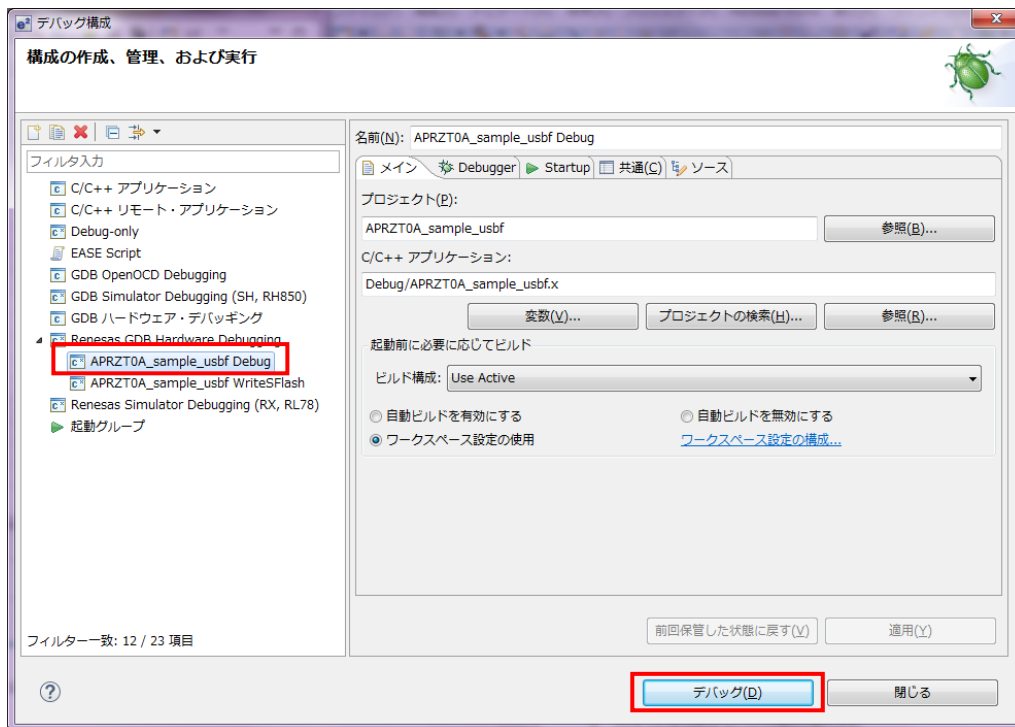 e² デバッグ構成
構成の作成、管理、および実行
フィルタ入力
C/C++ アプリケーション
C/C++ リモート・アプリケーション
Debug-only
EASE Script
GDB OpenOCD Debugging
GDB Simulator Debugging (SH, RH850)
GDB ハードウェア・デバッギング
Renesas GDB Hardware Debugging
APRZT0A_sample_usbf Debug
APRZT0A_sample_usbf WriteSFlash
Renesas Simulator Debugging (RX, RL78)
起動グループ
フィルター一致: 12 / 23 項目
名前(N): APRZT0A_sample_usbf Debug
メイン Debugger Startup 共通(C) ソース
プロジェクト(P):
APRZT0A_sample_usbf 参照(B)...
C/C++ アプリケーション:
Debug/APRZT0A_sample_usbf.x
変数(V)... プロジェクトの検索(H)... 参照(R)...
起動前に必要に応じてビルド
ビルド構成: Use Active
自動ビルドを有効にする 自動ビルドを無効にする
ワークスペース設定の使用 ワークスペース設定の構成...
前回保管した状態に戻す(V) 適用(Y)
デバッグ(D) 閉じる